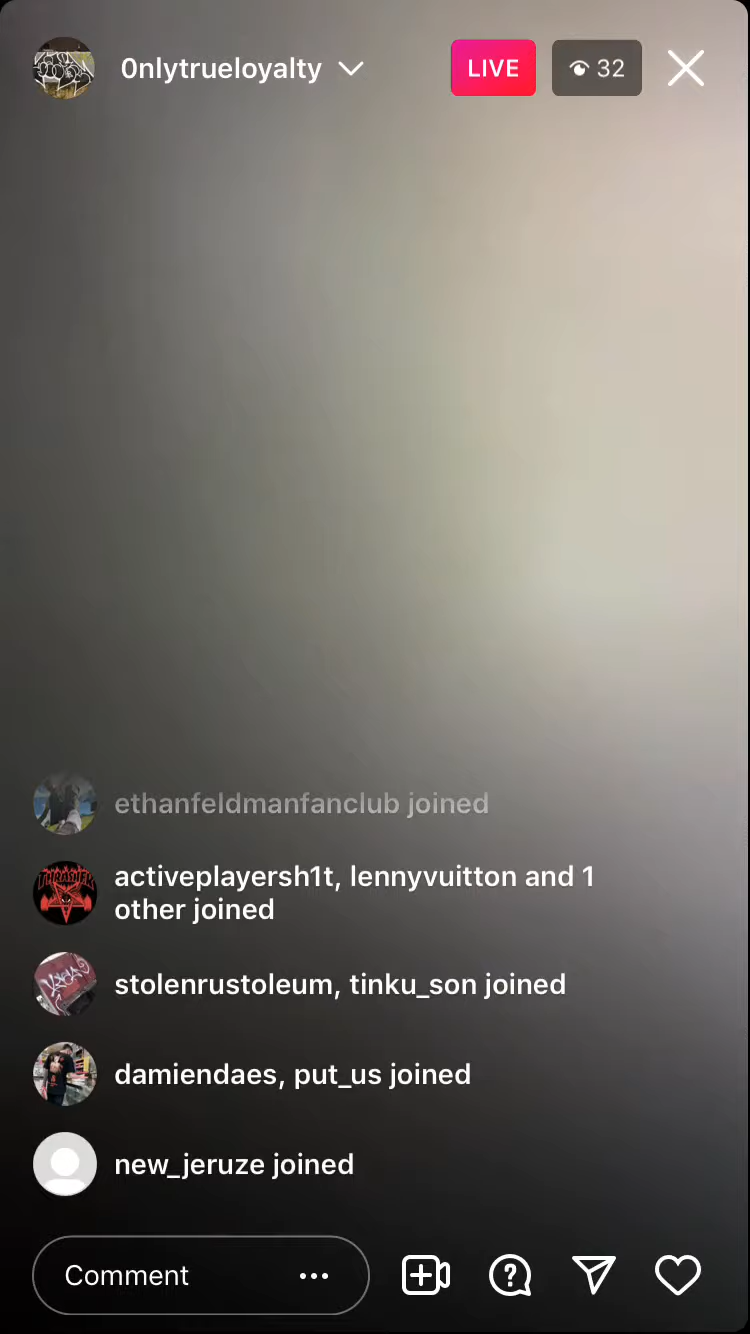 0nlytrueloyalty
LIVE
32
ethanfeldmanfanclub joined
THRASHER
activeplayersh1t, lennyvuitton and 1
other joined
stolenrustoleum, tinku_son joined
damiendaes, put_us joined
new_jeruze joined
Comment